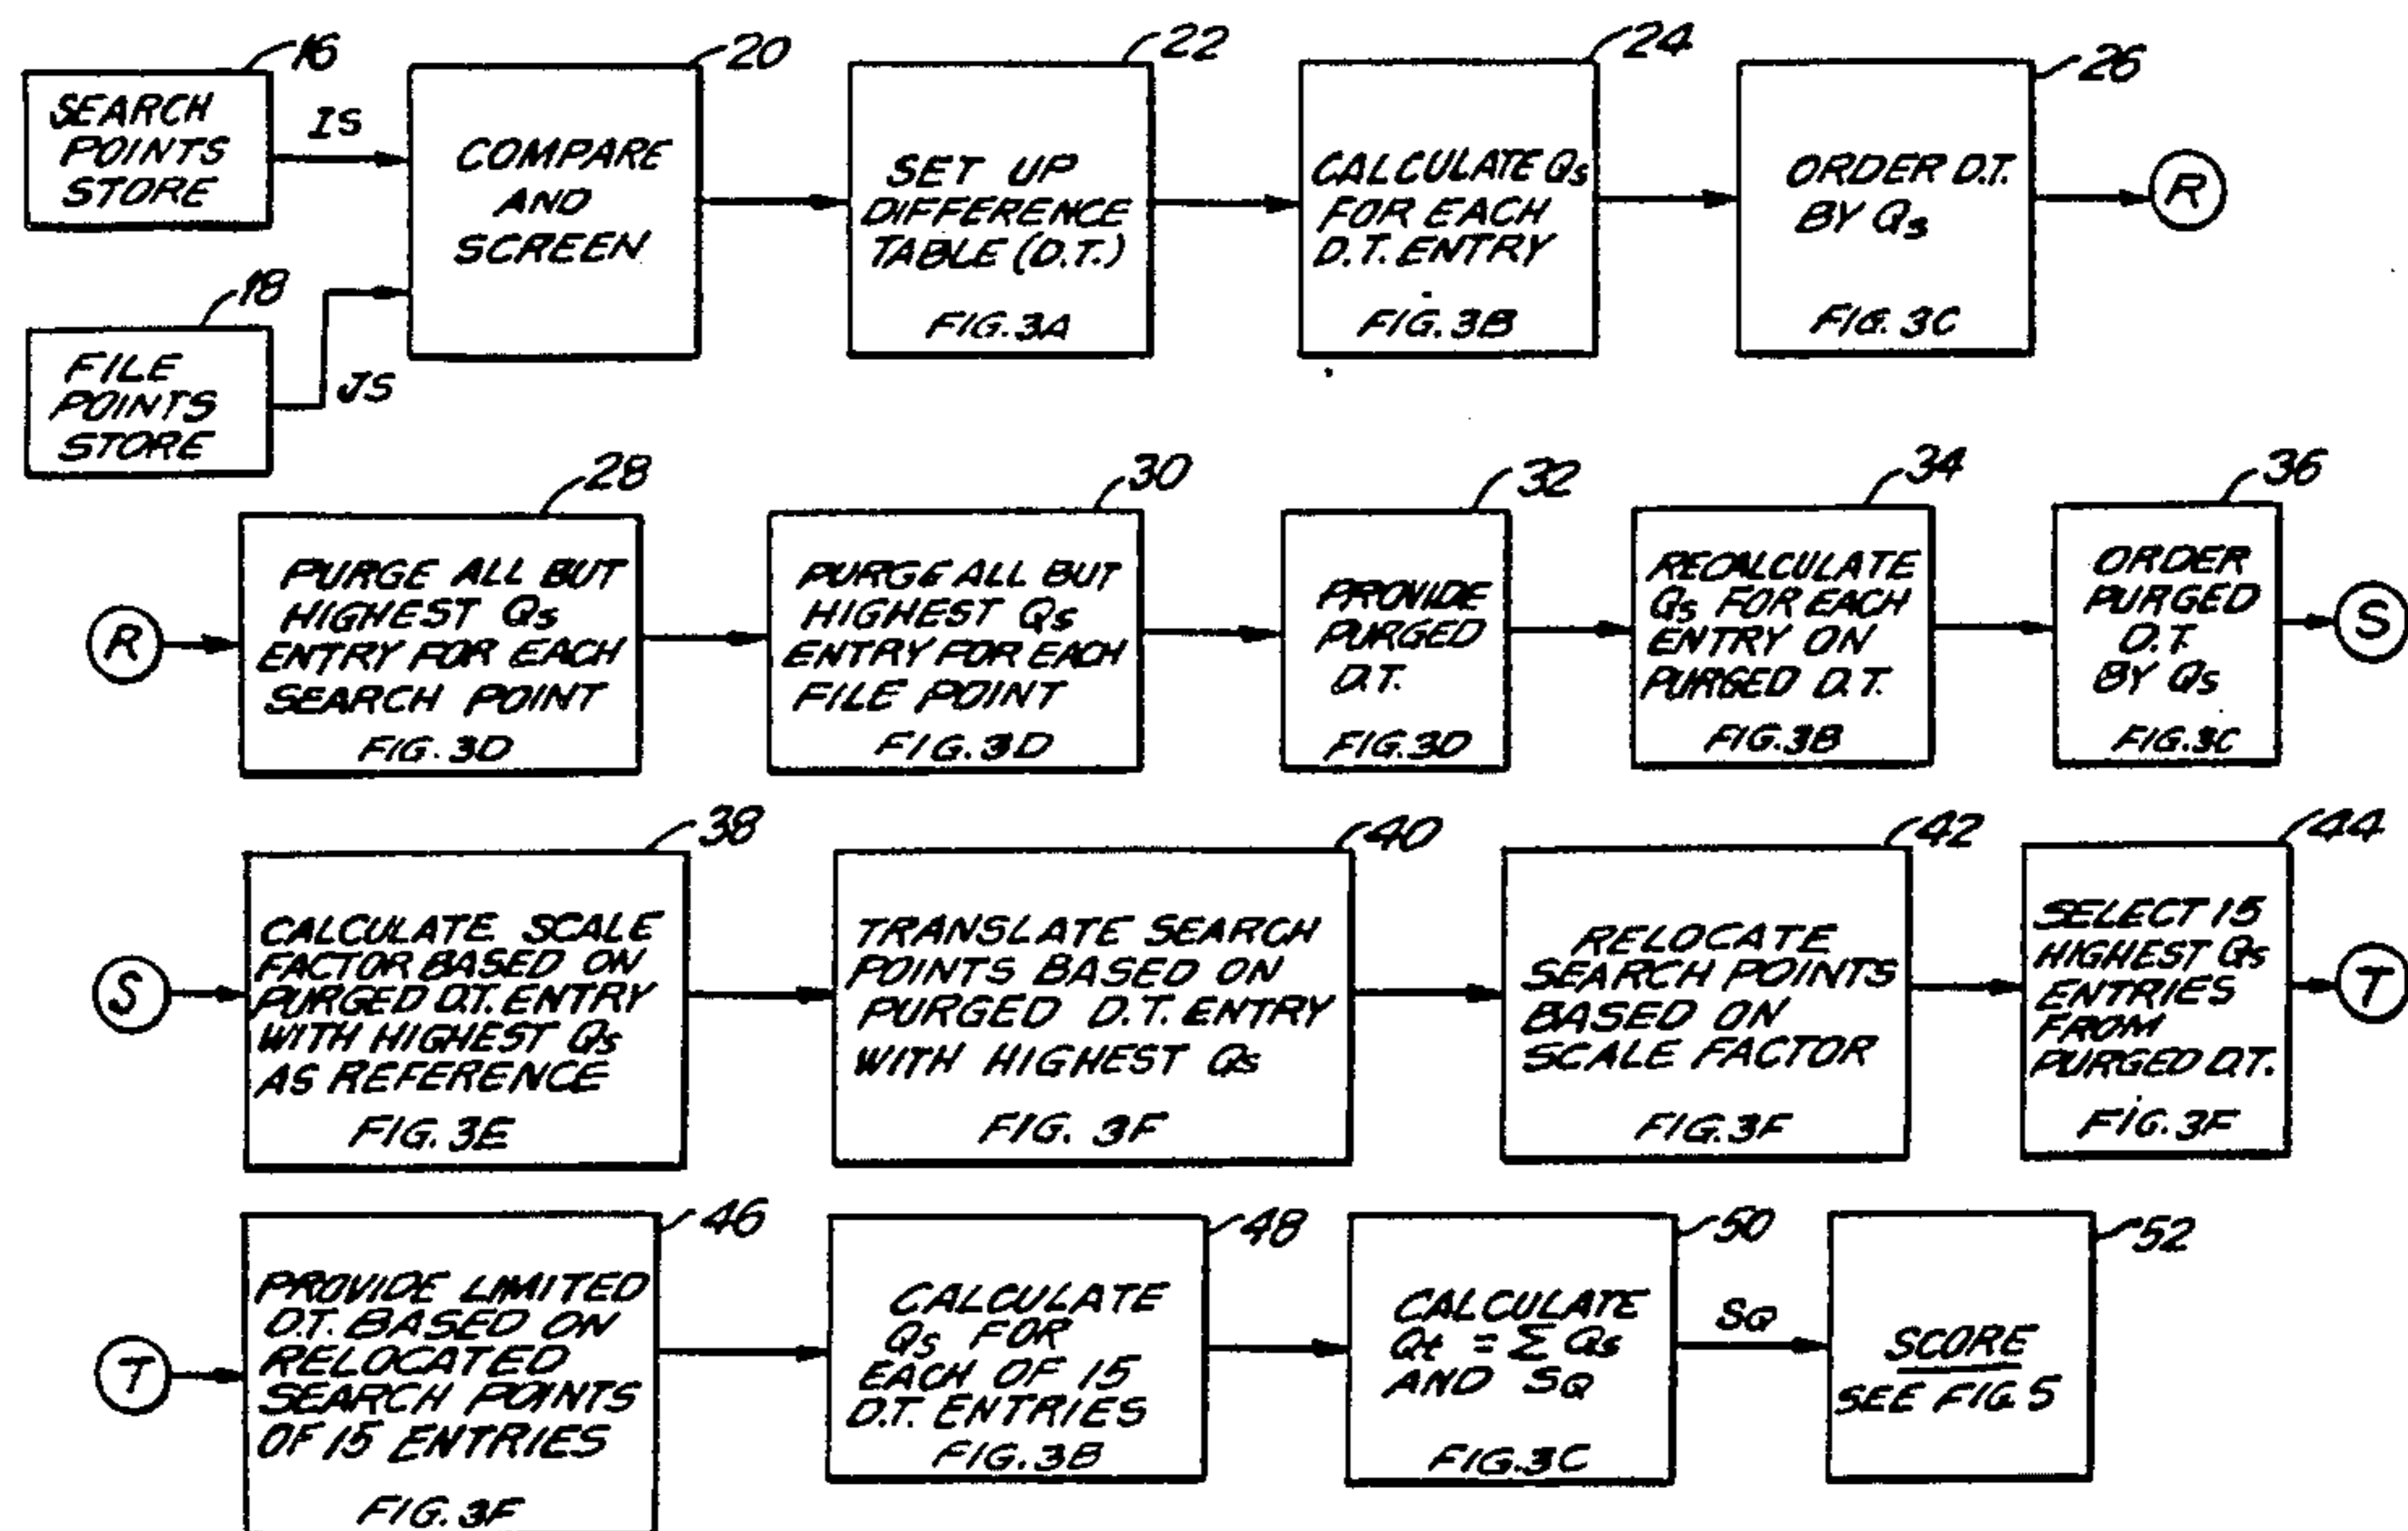 16
SEARCH
POINTS
STORE
IS
18
FILE
POINTS
STORE
JS
20
COMPARE
AND
SCREEN
22
SET UP
DIFFERENCE
TABLE (D.T.)
FIG. 3A
24
CALCULATE Qs
FOR EACH
D.T. ENTRY
FIG. 3B
26
ORDER D.T.
BY Qs
FIG. 3C
R
R
28
PURGE ALL BUT
HIGHEST Qs
ENTRY FOR EACH
SEARCH POINT
FIG. 3D
30
PURGE ALL BUT
HIGHEST Qs
ENTRY FOR EACH
FILE POINT
FIG. 3D
32
PROVIDE
PURGED
D.T.
FIG. 3D
34
RECALCULATE
Qs FOR EACH
ENTRY ON
PURGED D.T.
FIG. 3B
36
ORDER
PURGED
D.T.
BY Qs
FIG. 3C
S
S
38
CALCULATE SCALE
FACTOR BASED ON
PURGED D.T. ENTRY
WITH HIGHEST Qs
AS REFERENCE
FIG. 3E
40
TRANSLATE SEARCH
POINTS BASED ON
PURGED D.T. ENTRY
WITH HIGHEST Qs
FIG. 3F
42
RELOCATE
SEARCH POINTS
BASED ON
SCALE FACTOR
FIG. 3F
44
SELECT 15
HIGHEST Qs
ENTRIES
FROM
PURGED D.T.
FIG. 3F
T
T
46
PROVIDE LIMITED
D.T. BASED ON
RELOCATED
SEARCH POINTS
OF 15 ENTRIES
FIG. 3F
48
CALCULATE
Qs FOR
EACH OF 15
D.T. ENTRIES
FIG. 3B
50
CALCULATE
Qt = Σ Qs
AND SQ
FIG. 3C
SQ
52
SCORE
SEE FIG. 5